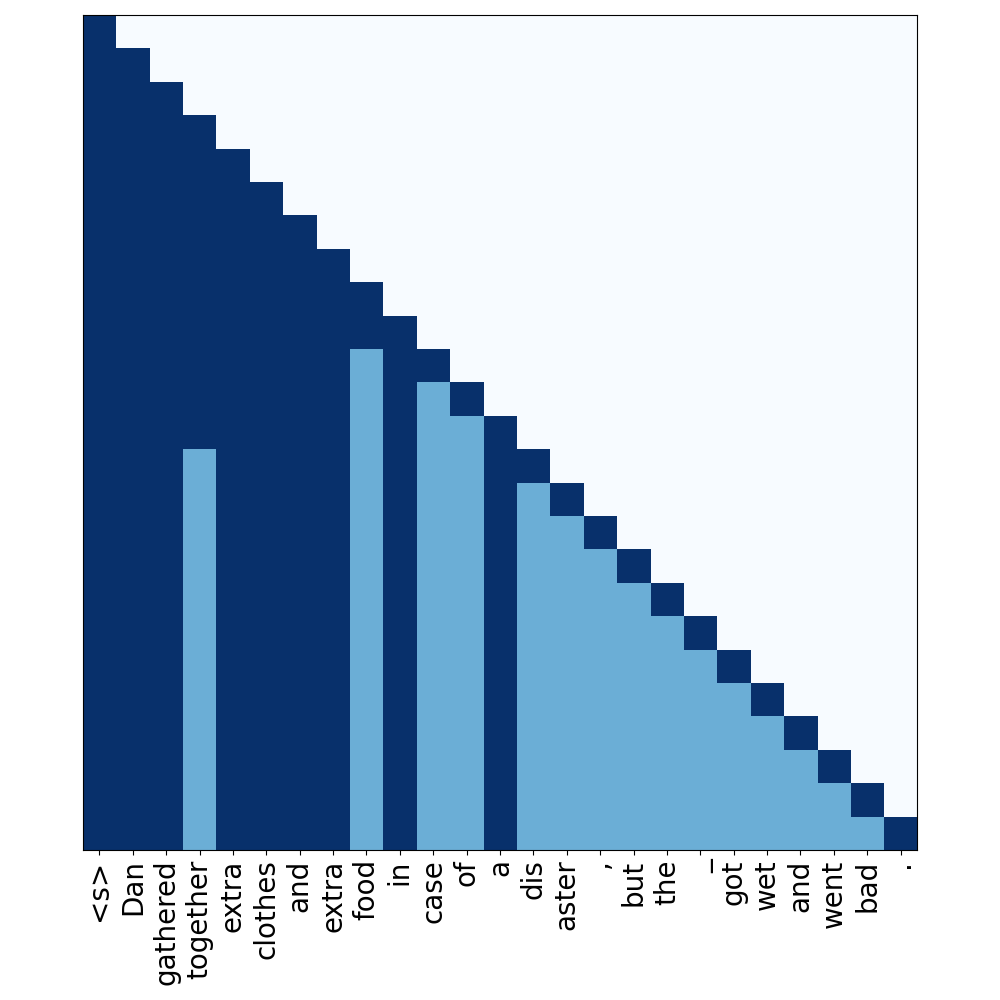 <s> Dan gathered together extra clothes and extra food in case of a dis aster , but the _ got wet and went bad .